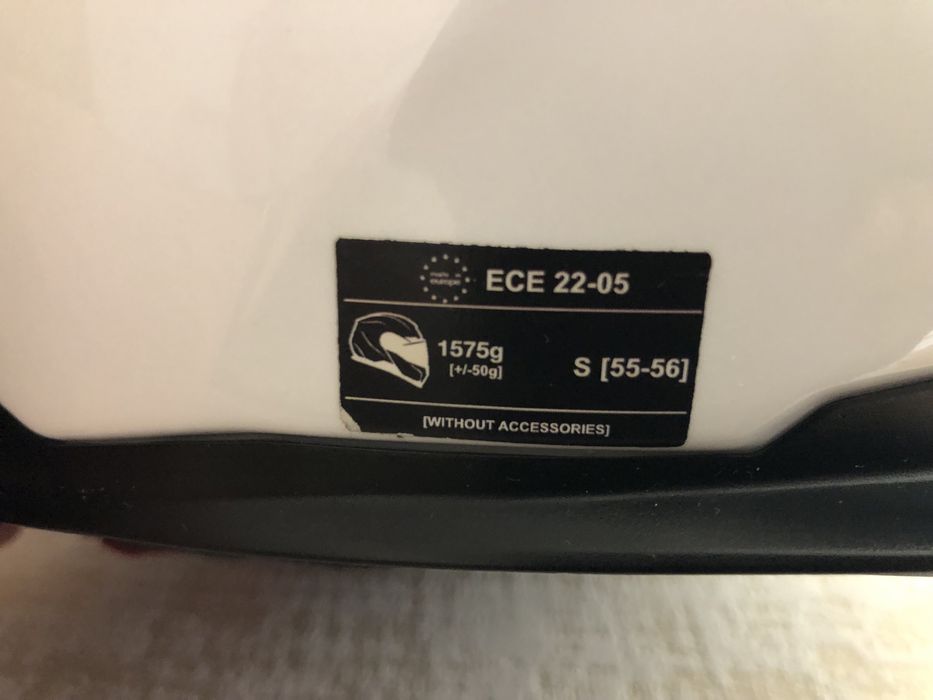 made in
europe
ECE 22-05
1575g
[+/-50g]
S [55-56]
[WITHOUT ACCESSORIES]